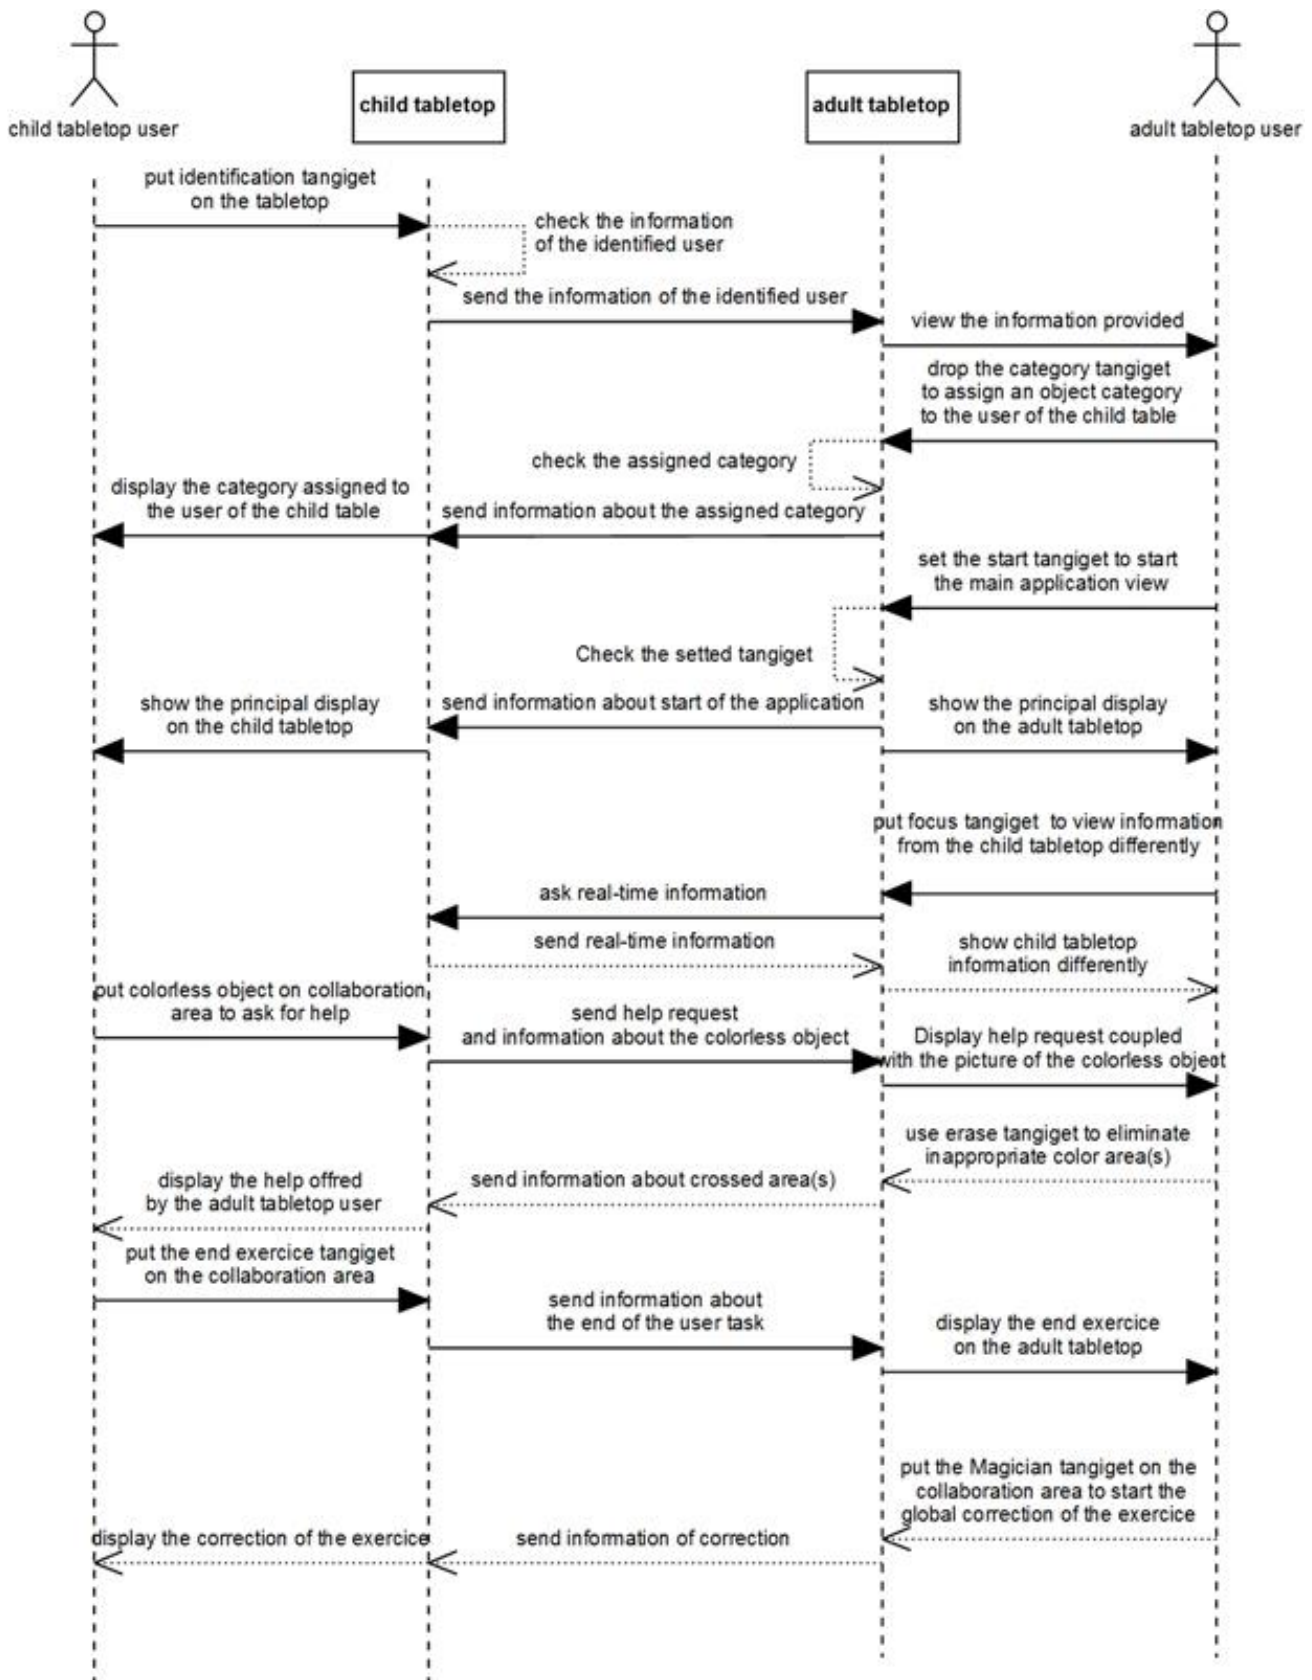 child tabletop user
child tabletop
adult tabletop
adult tabletop user
put identification tangiget
on the tabletop
check the information
of the identified user
send the information of the identified user
view the information provided
drop the category tangiget
to assign an object category
to the user of the child table
check the assigned category
display the category assigned to
the user of the child table
send information about the assigned category
set the start tangiget to start
the main application view
Check the setted tangiget
show the principal display
on the child tabletop
send information about start of the application
show the principal display
on the adult tabletop
put focus tangiget to view information
from the child tabletop differently
ask real-time information
send real-time information
show child tabletop
information differently
put colorless object on collaboration
area to ask for help
send help request
and information about the colorless object
Display help request coupled
with the picture of the colorless object
use erase tangiget to eliminate
inappropriate color area(s)
send information about crossed area(s)
display the help offred
by the adult tabletop user
put the end exercice tangiget
on the collaboration area
send information about
the end of the user task
display the end exercice
on the adult tabletop
put the Magician tangiget on the
collaboration area to start the
global correction of the exercice
send information of correction
display the correction of the exercice